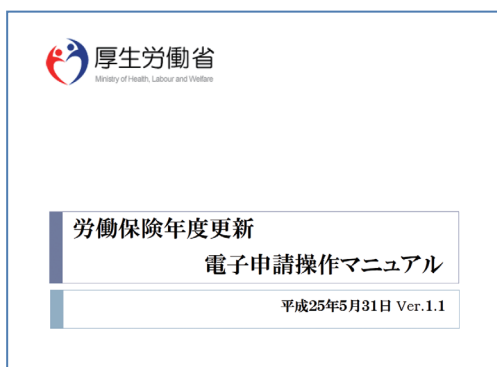 厚生労働省
Ministry of Health, Labour and Welfare
労働保険年度更新
電子申請操作マニュアル
平成25年5月31日 Ver.1.1